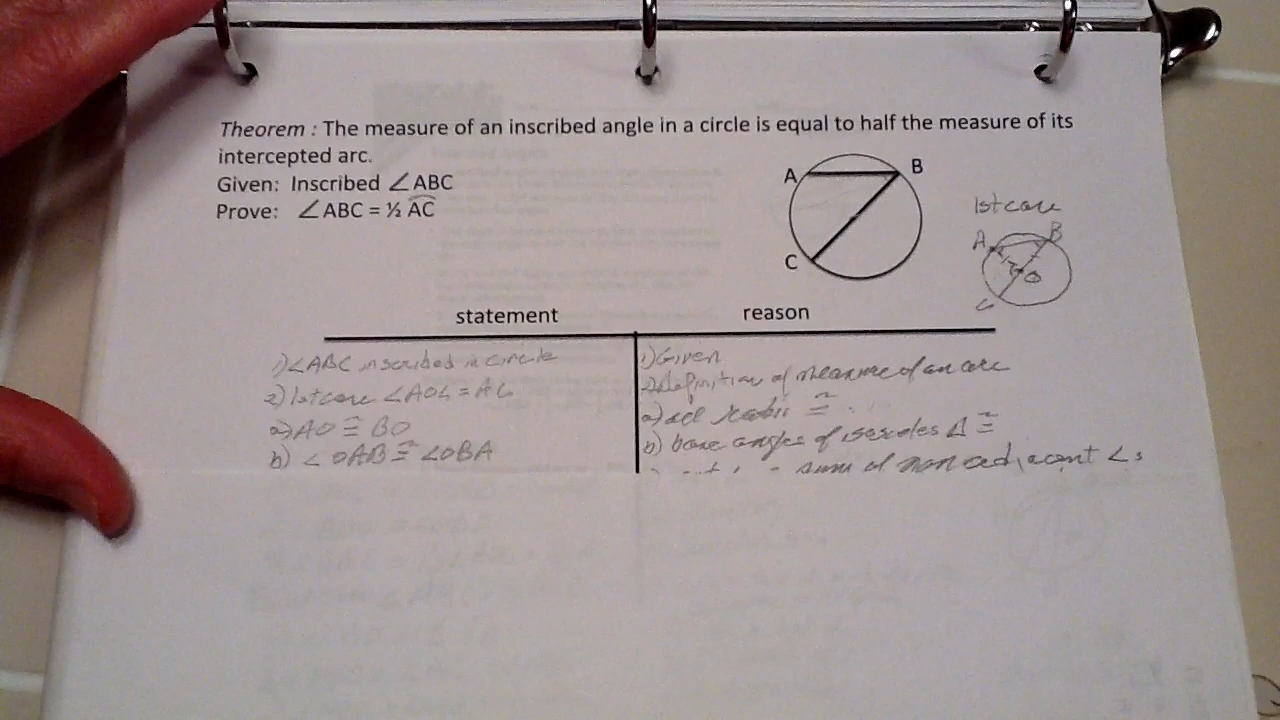 Theorem : The measure of an inscribed angle in a circle is equal to half the measure of its
intercepted arc.
Given: Inscribed ∠ABC
Prove: ∠ABC = ½ AC
A
B
C
1st case
A
B
O
C
statement
reason
1) ∠ABC inscribed in circle
1) Given
2) 1st case ∠AOC = AC
2) definition of measure of an arc
a) AO ≅ BO
a) all radii ≅
b) ∠OAB ≅ ∠OBA
b) base angles of isosceles Δ ≅
sum of non adjacent ∠s